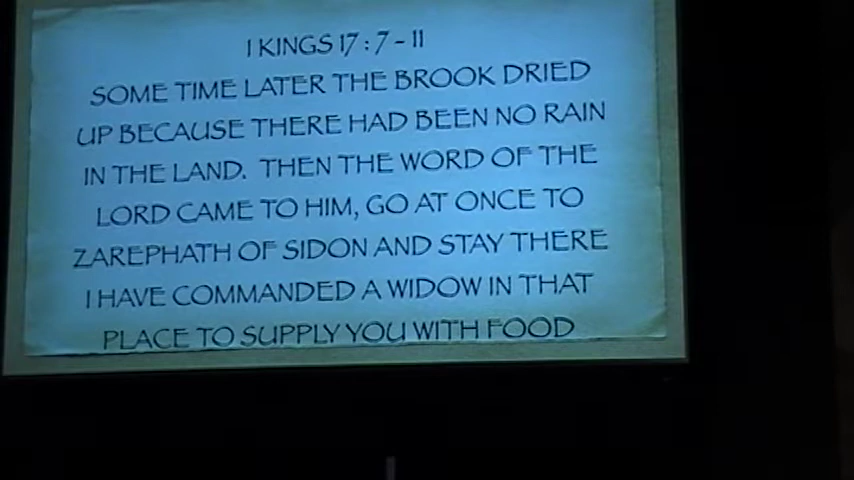 I KINGS 17:7-11
SOME TIME LATER THE BROOK DRIED
UP BECAUSE THERE HAD BEEN NO RAIN
IN THE LAND. THEN THE WORD OF THE
LORD CAME TO HIM, GO AT ONCE TO
ZAREPHATH OF SIDON AND STAY THERE
I HAVE COMMANDED A WIDOW IN THAT
PLACE TO SUPPLY YOU WITH FOOD